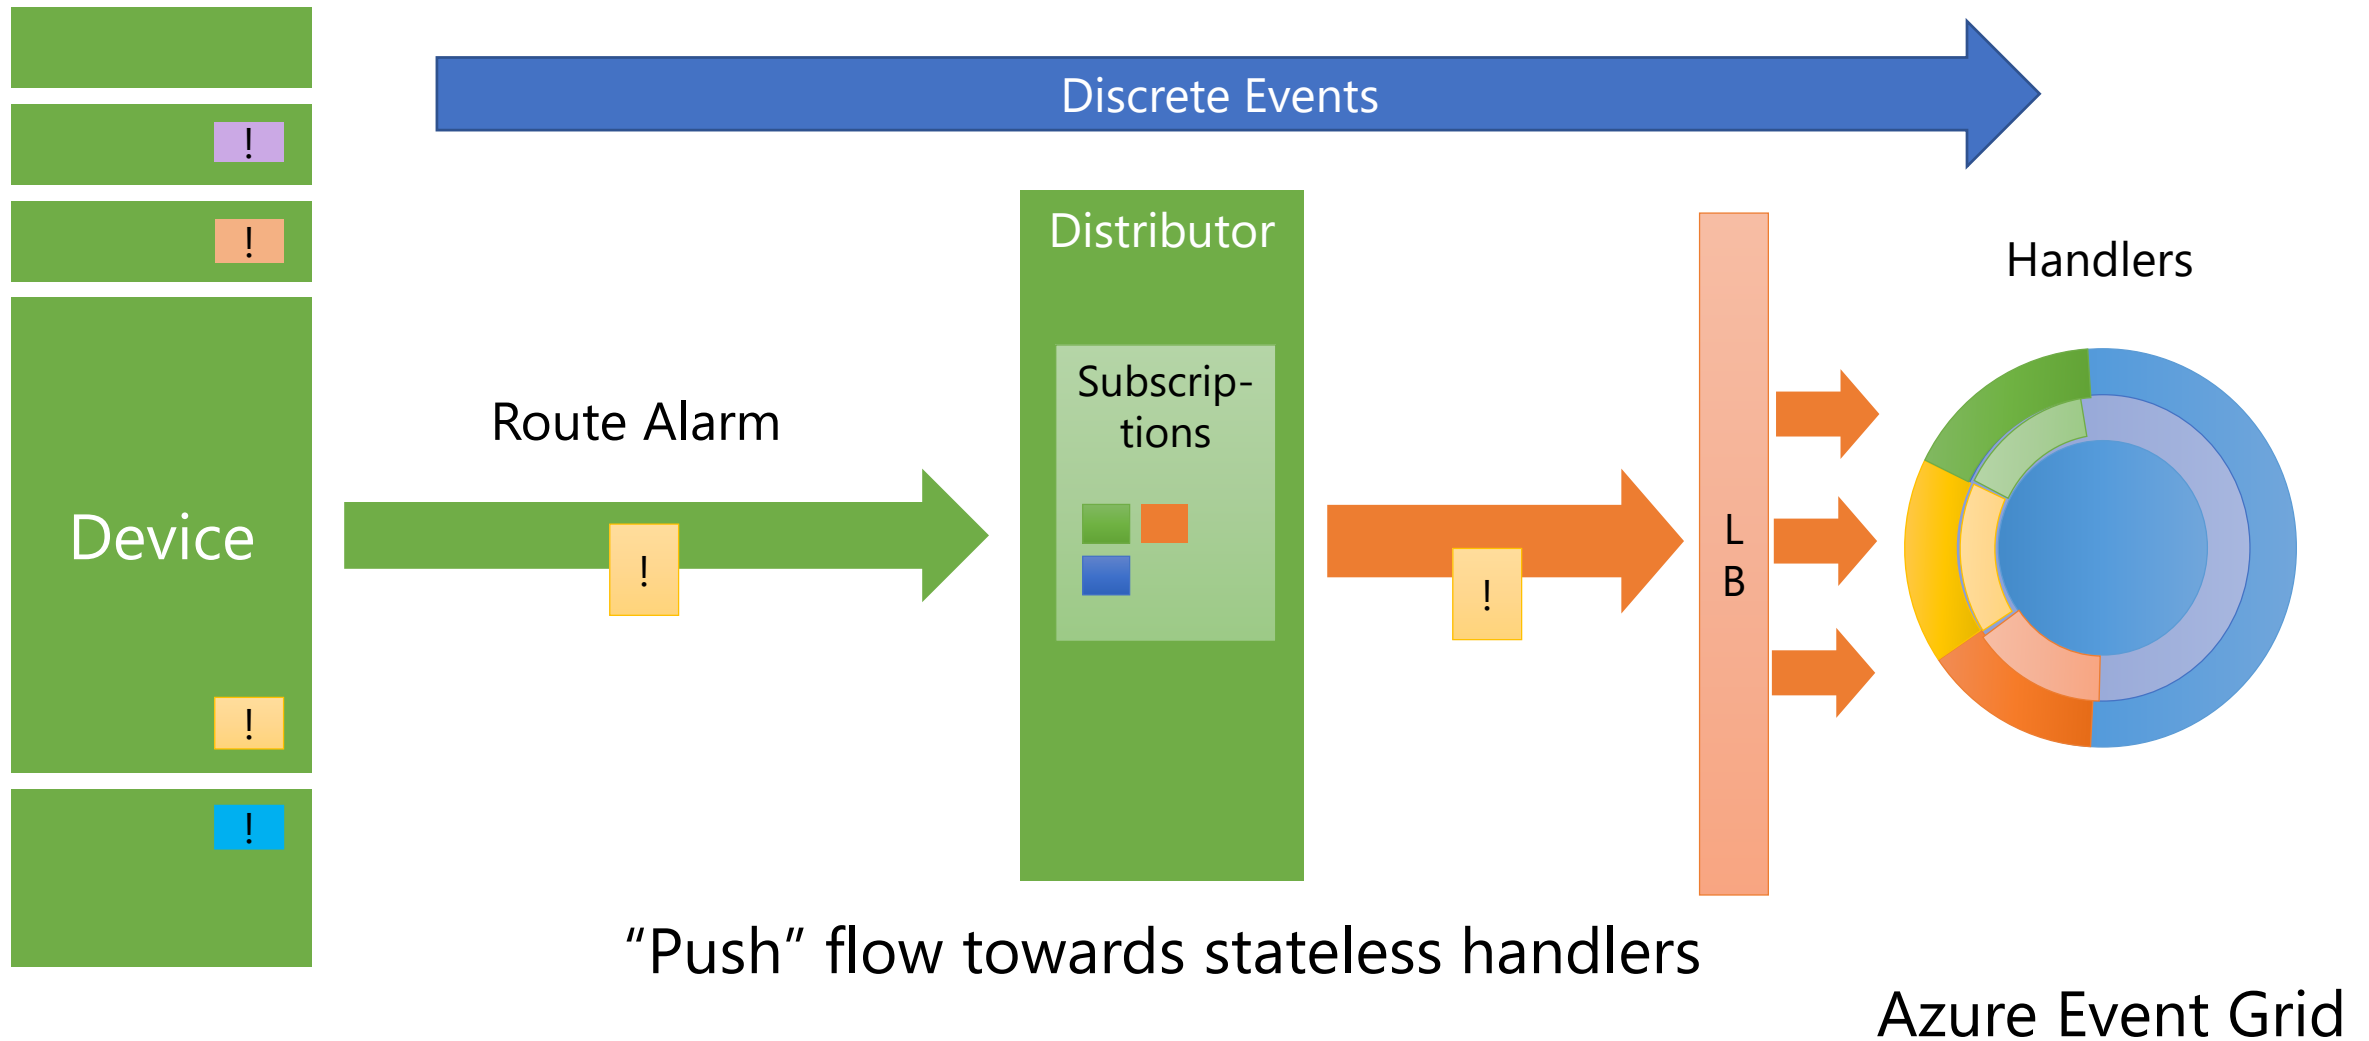 Discrete Events
!
!
Distributor
Handlers
Subscrip-
tions
Route Alarm
Device
!
!
L
B
!
!
“Push” flow towards stateless handlers
Azure Event Grid